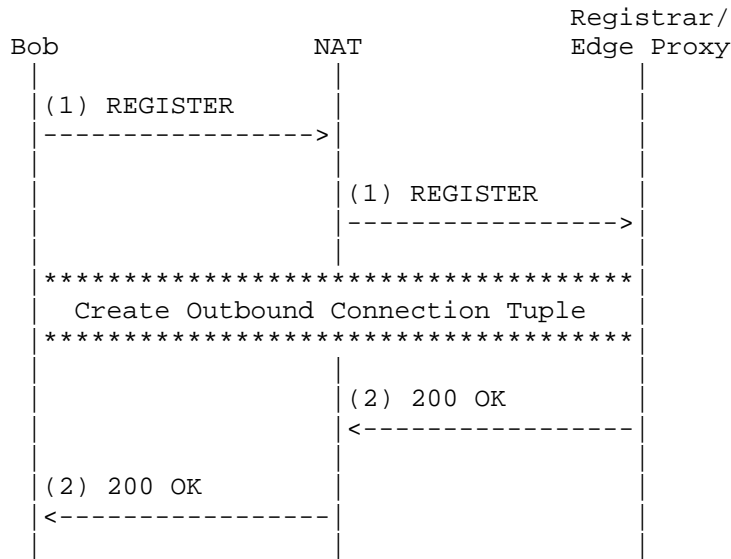 Registrar/
Bob NAT Edge Proxy
(1) REGISTER
(1) REGISTER
Create Outbound Connection Tuple
(2) 200 OK
(2) 200 OK